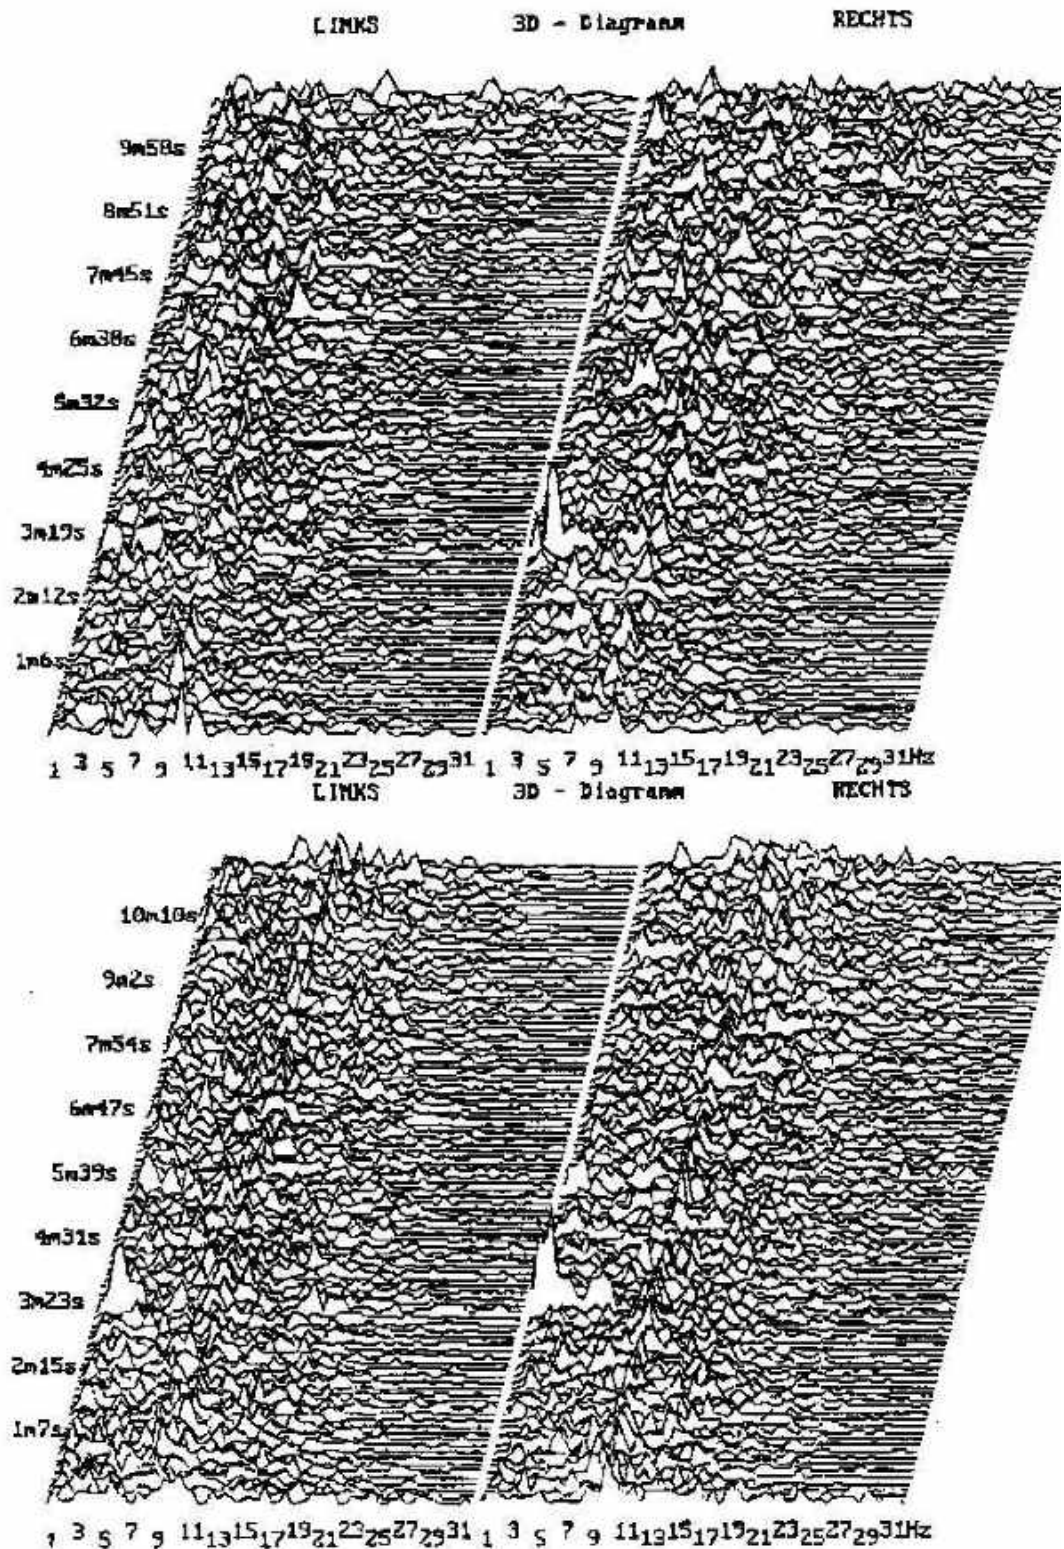 LINKS 3D - Diagramm RECHTS
9m58s
8m51s
7m45s
6m38s
5m32s
4m25s
3m19s
2m12s
1m6s
1 3 5 7 9 11 13 15 17 19 21 23 25 27 29 31 1 3 5 7 9 11 13 15 17 19 21 23 25 27 29 31Hz
LINKS 3D - Diagramm RECHTS
10m10s
9m2s
7m54s
6m47s
5m39s
4m31s
3m23s
2m15s
1m7s
1 3 5 7 9 11 13 15 17 19 21 23 25 27 29 31 1 3 5 7 9 11 13 15 17 19 21 23 25 27 29 31Hz